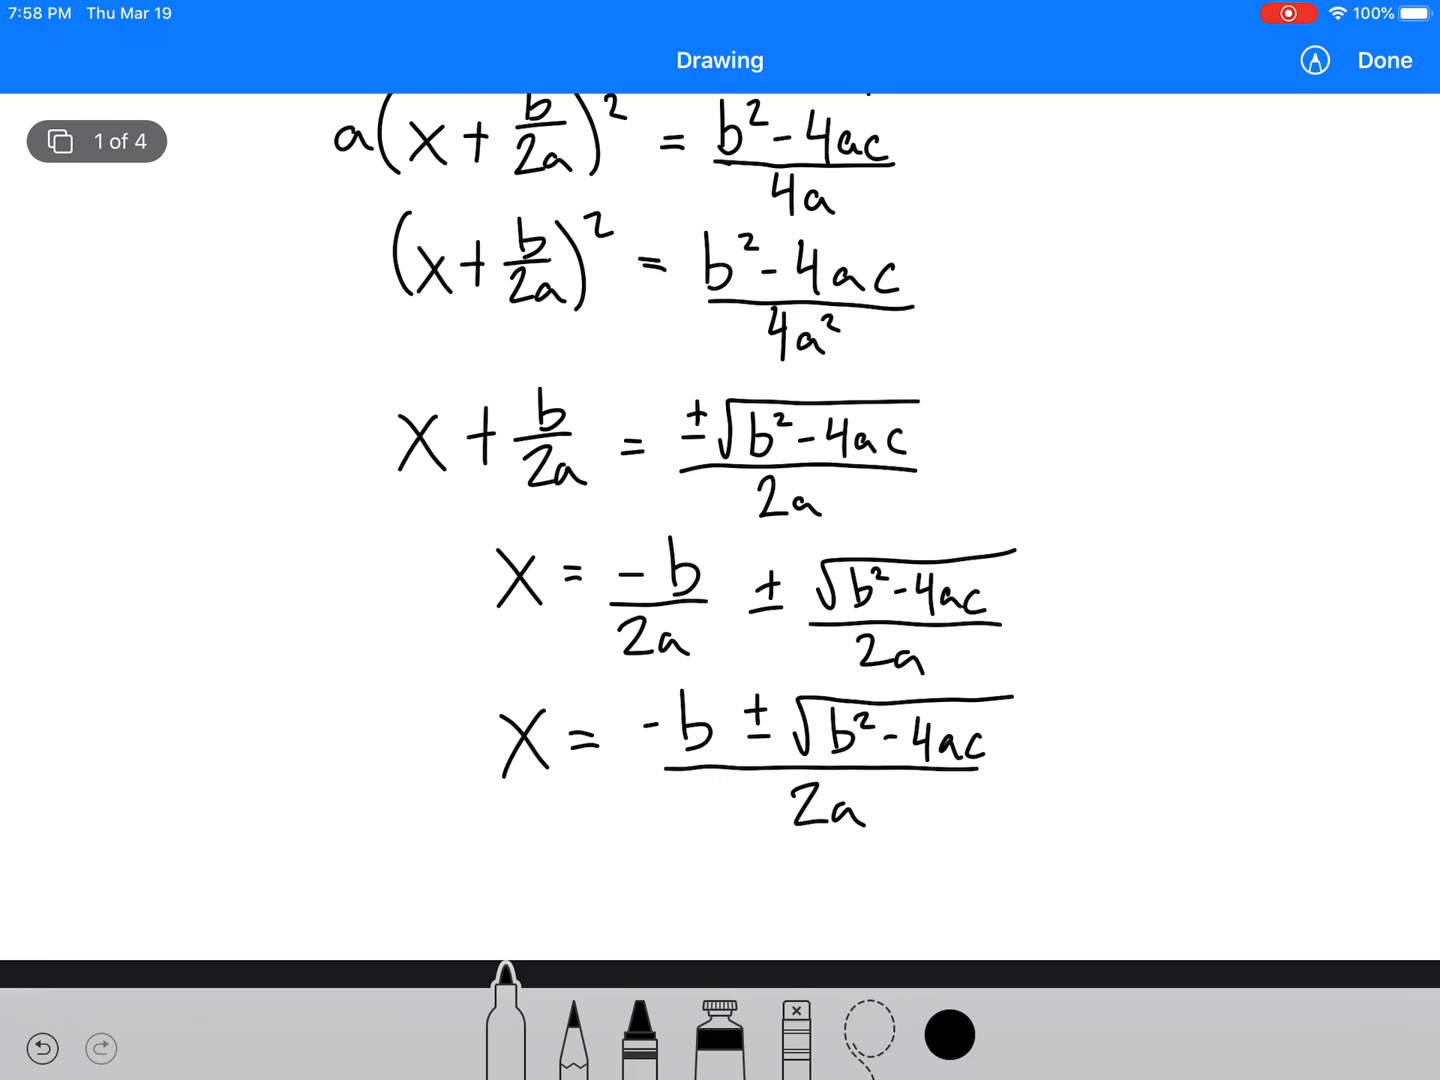 7:58 PM Thu Mar 19 100%
Drawing Done
1 of 4
a(x + b/2a)² = (b² - 4ac)/4a
(x + b/2a)² = (b² - 4ac)/4a²
x + b/2a = ±√(b² - 4ac)/2a
x = -b/2a ± √(b² - 4ac)/2a
x = (-b ± √(b² - 4ac))/2a